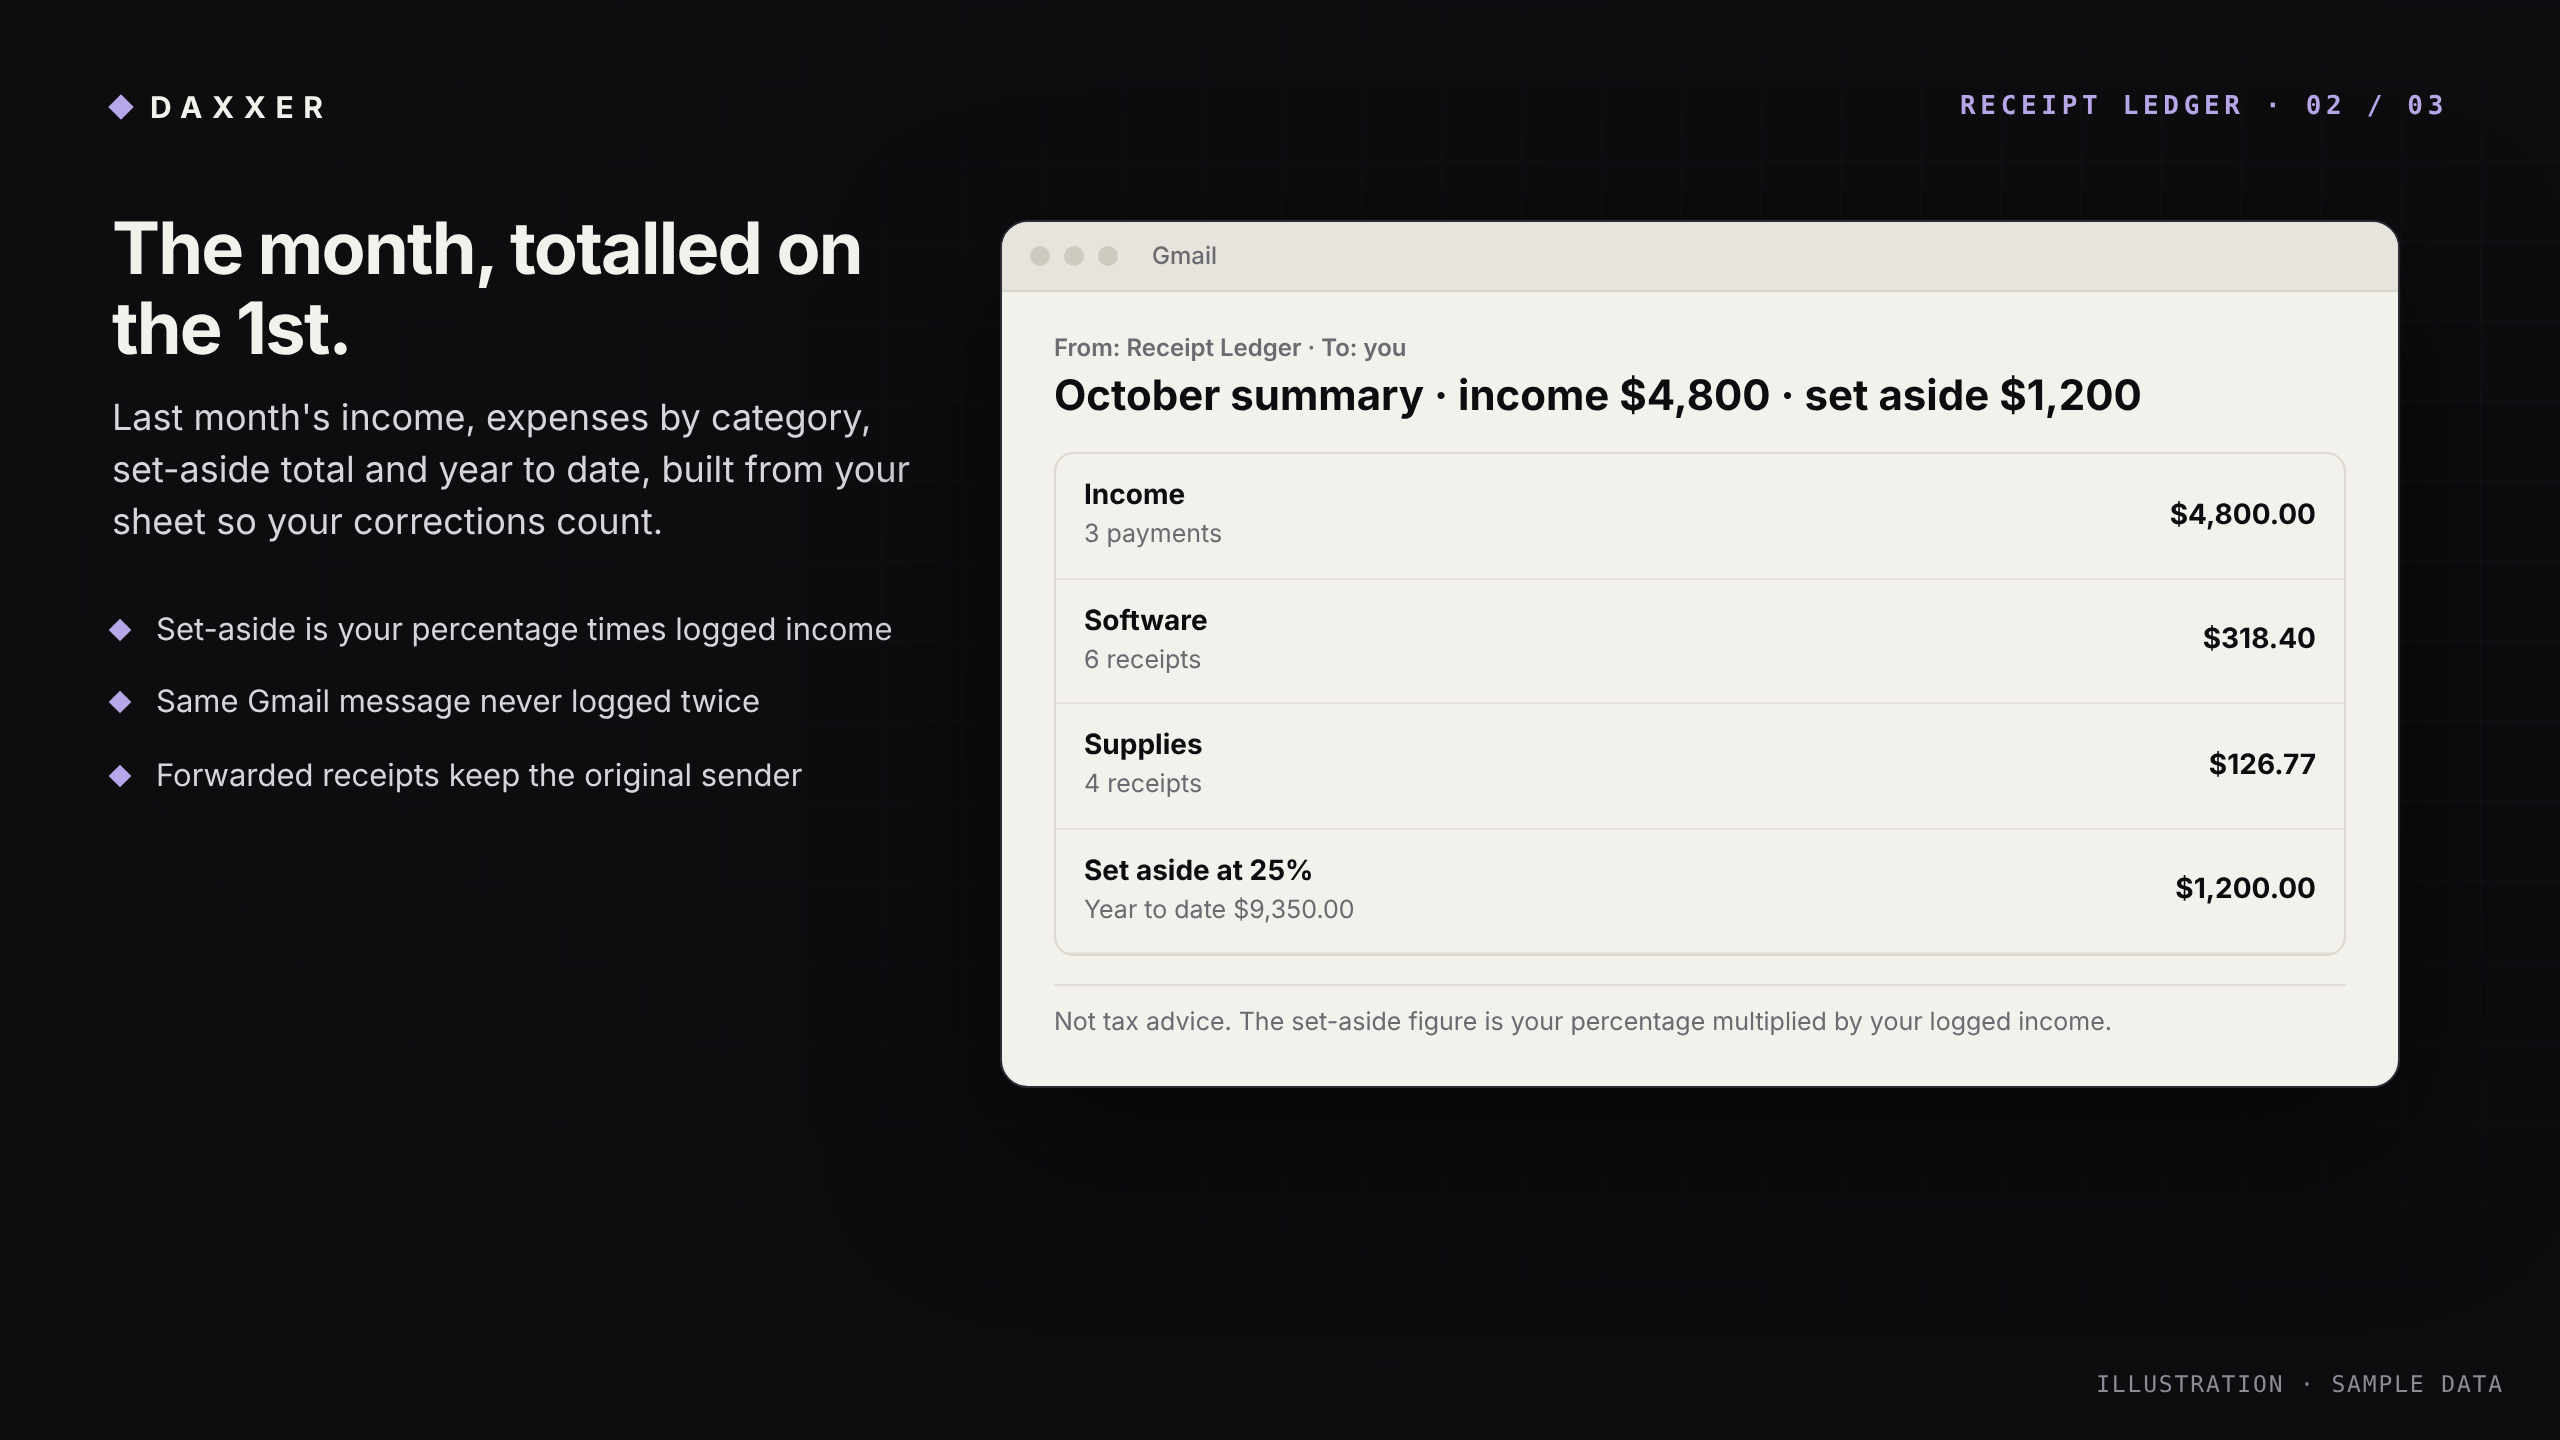 DAXXER
RECEIPT LEDGER · 02 / 03
The month, totalled on
the 1st.
Last month's income, expenses by category,
set-aside total and year to date, built from your
sheet so your corrections count.
Set-aside is your percentage times logged income
Same Gmail message never logged twice
Forwarded receipts keep the original sender
Gmail
From: Receipt Ledger · To: you
October summary · income $4,800 · set aside $1,200
Income
3 payments
$4,800.00
Software
6 receipts
$318.40
Supplies
4 receipts
$126.77
Set aside at 25%
Year to date $9,350.00
$1,200.00
Not tax advice. The set-aside figure is your percentage multiplied by your logged income.
ILLUSTRATION · SAMPLE DATA